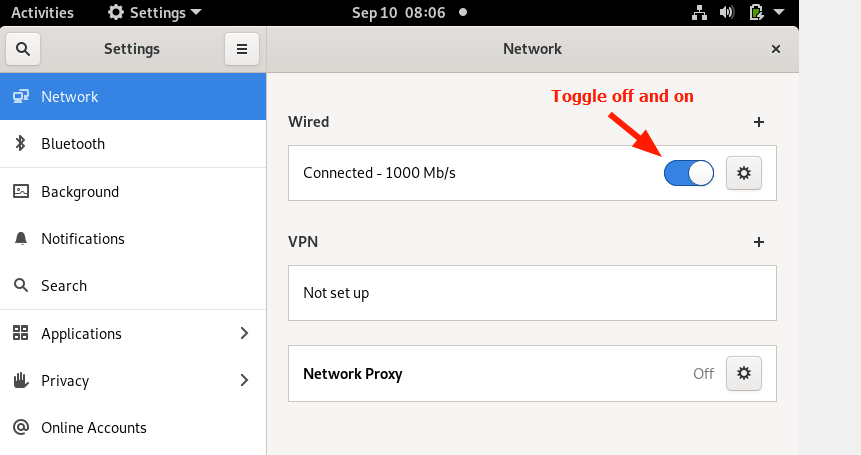 Activities Settings Sep 10 08:06
Settings Network
Network
Bluetooth
Background
Notifications
Search
Applications
Privacy
Online Accounts
Toggle off and on
Wired
Connected - 1000 Mb/s
VPN
Not set up
Network Proxy Off